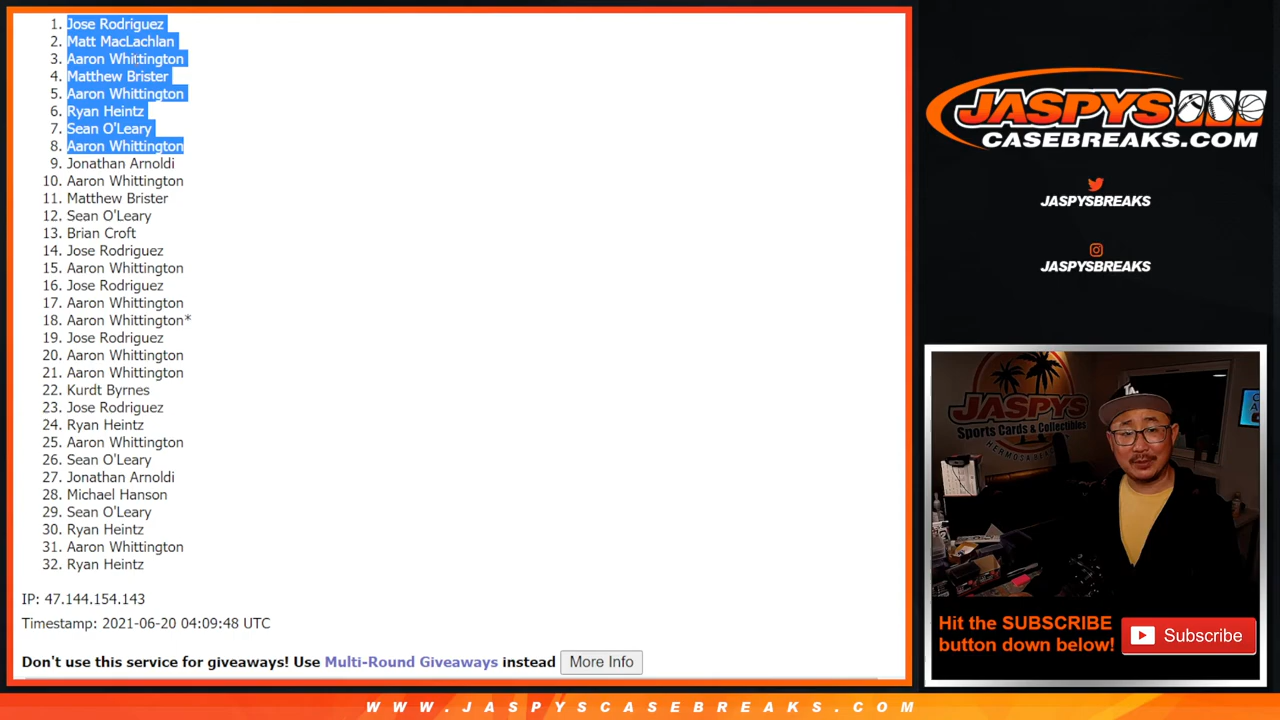 1. Jose Rodriguez
2. Matt MacLachlan
3. Aaron Whittington
4. Matthew Brister
5. Aaron Whittington
6. Ryan Heintz
7. Sean O'Leary
8. Aaron Whittington
9. Jonathan Arnoldi
10. Aaron Whittington
11. Matthew Brister
12. Sean O'Leary
13. Brian Croft
14. Jose Rodriguez
15. Aaron Whittington
16. Jose Rodriguez
17. Aaron Whittington
18. Aaron Whittington*
19. Jose Rodriguez
20. Aaron Whittington
21. Aaron Whittington
22. Kurdt Byrnes
23. Jose Rodriguez
24. Ryan Heintz
25. Aaron Whittington
26. Sean O'Leary
27. Jonathan Arnoldi
28. Michael Hanson
29. Sean O'Leary
30. Ryan Heintz
31. Aaron Whittington
32. Ryan Heintz
IP: 47.144.154.143
Timestamp: 2021-06-20 04:09:48 UTC
Don't use this service for giveaways! Use Multi-Round Giveaways instead More Info
JASPYS
CASEBREAKS.COM
JASPYSBREAKS
JASPYSBREAKS
JASPYS
Sports Cards & Collectibles
HERMOSA BEACH
Hit the SUBSCRIBE
button down below!
Subscribe
WWW.JASPYSCASEBREAKS.COM